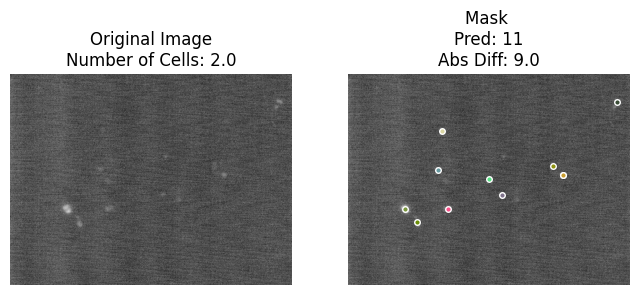 Original Image
Number of Cells: 2.0
Mask
Pred: 11
Abs Diff: 9.0